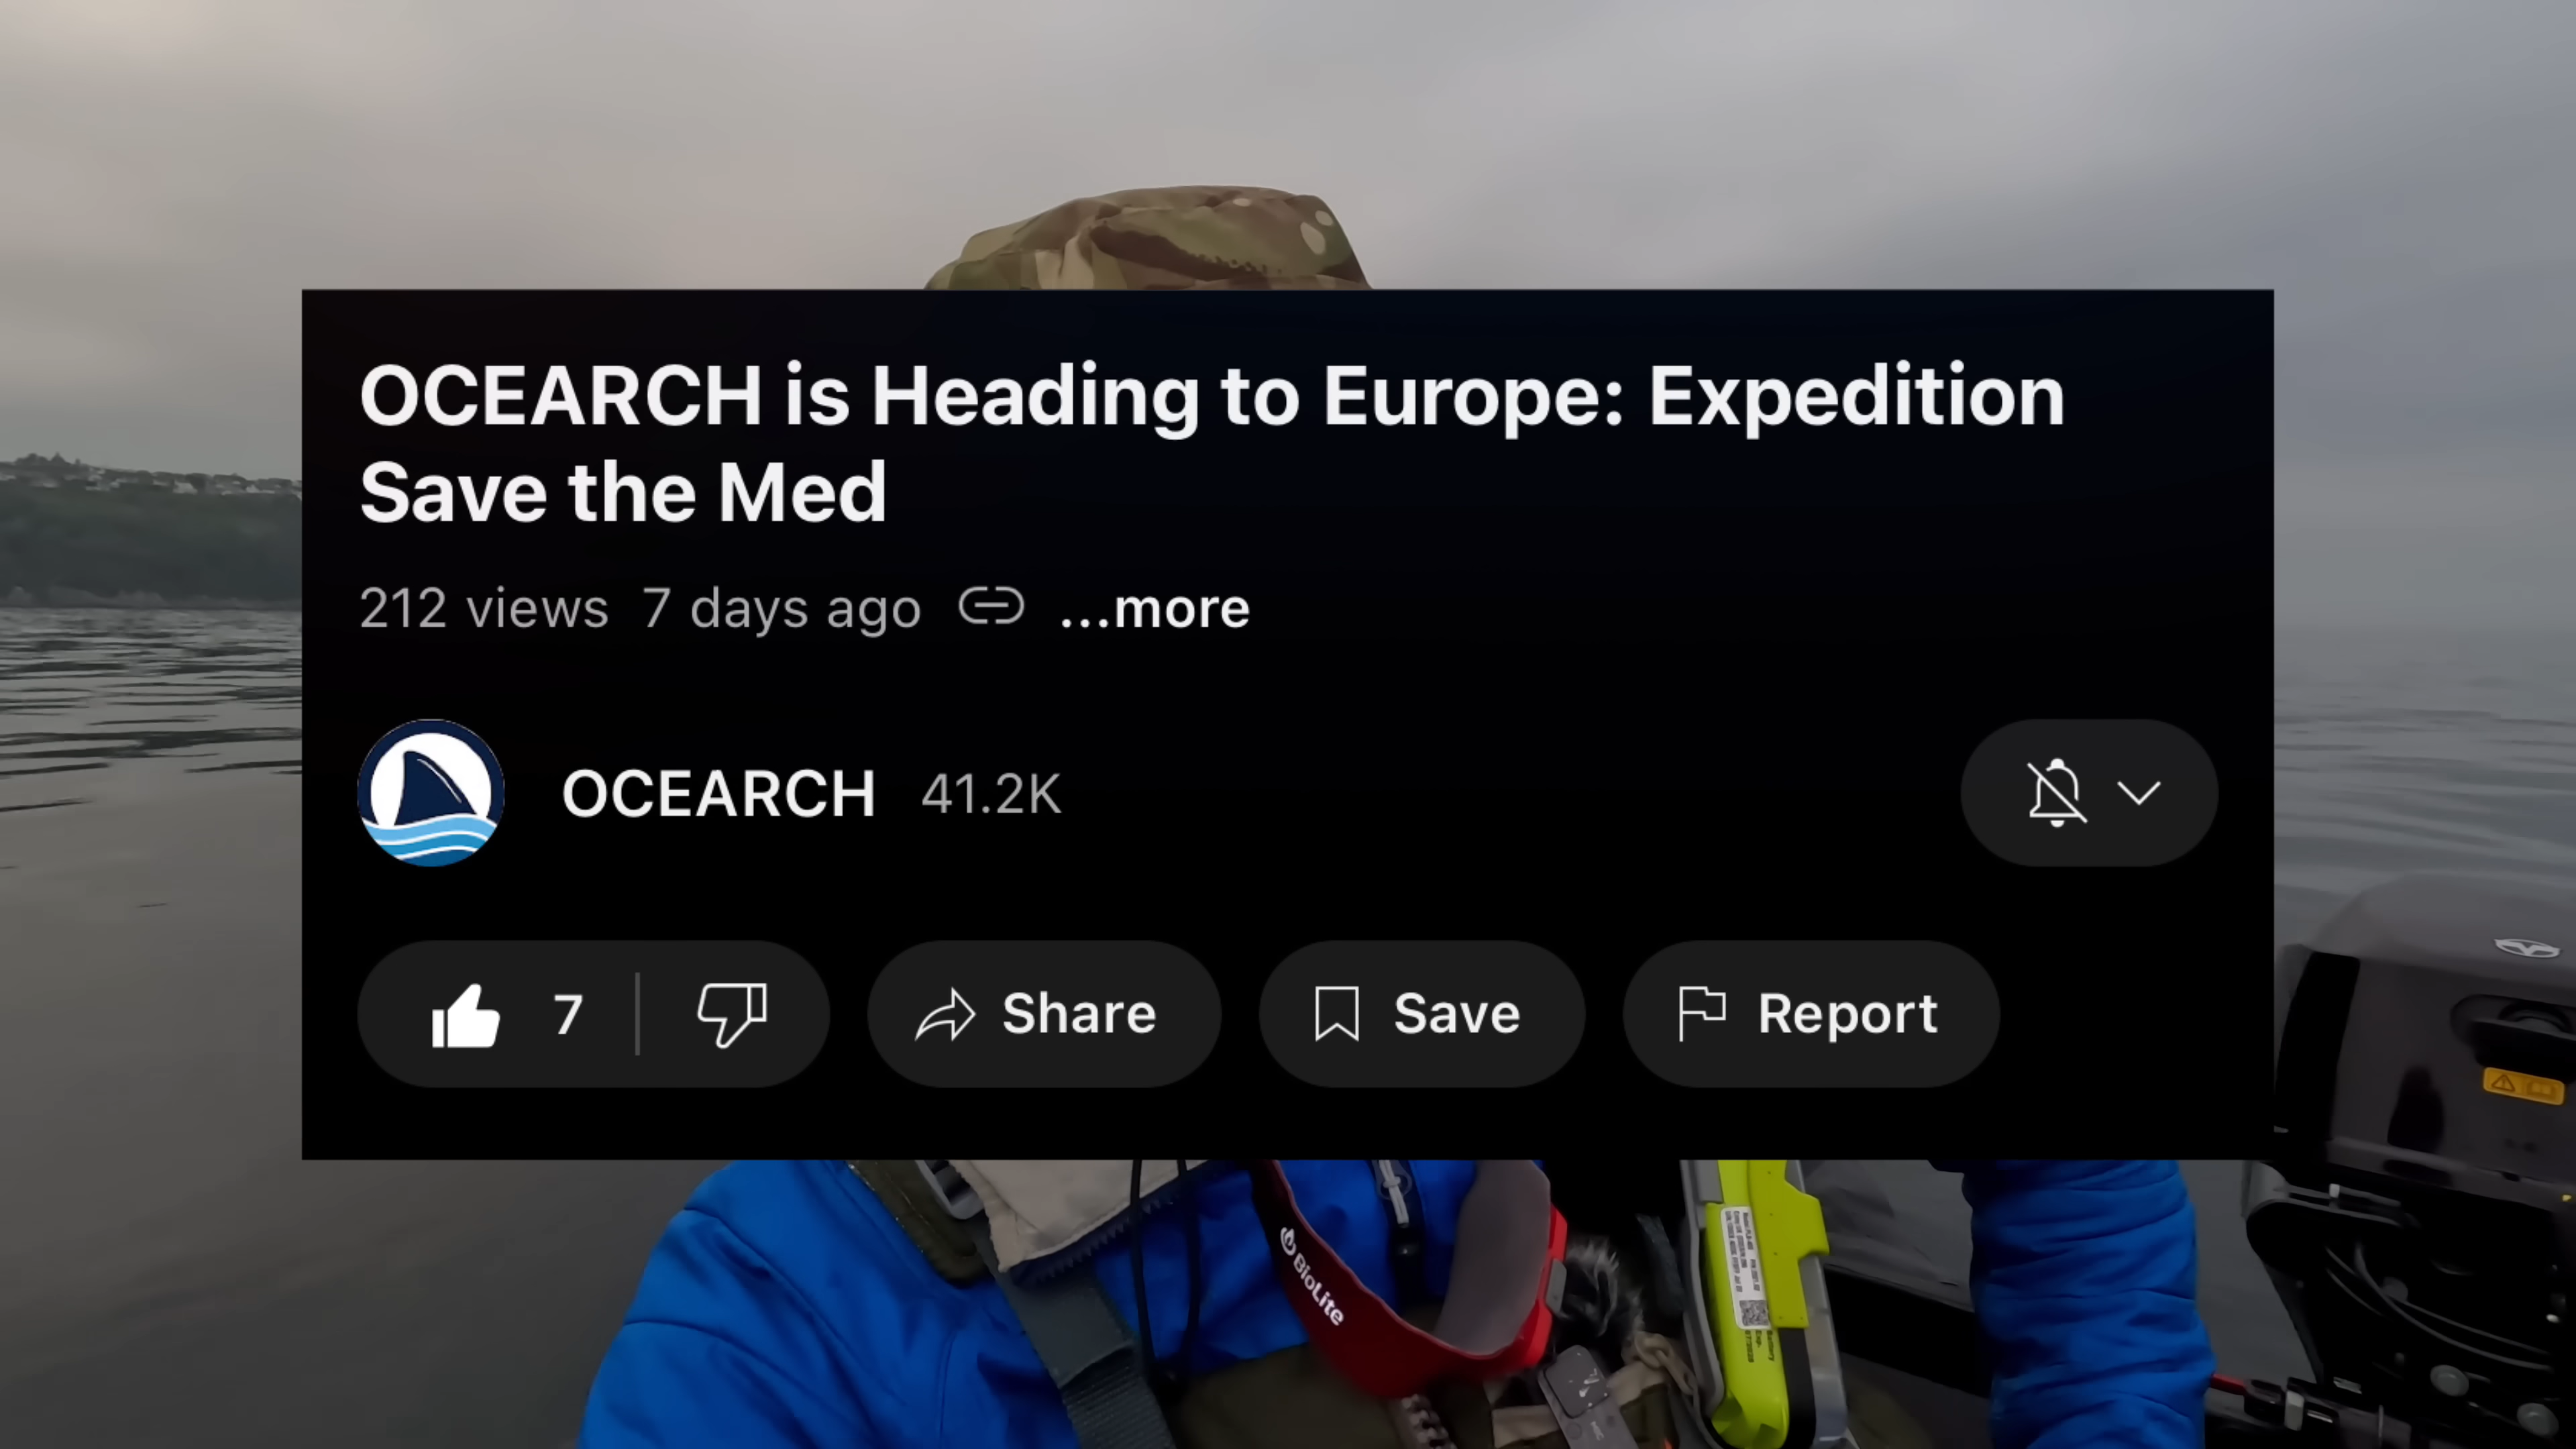 OCEARCH is Heading to Europe: Expedition
Save the Med
212 views 7 days ago ...more
OCEARCH 41.2K
7 Share Save Report
BioLite